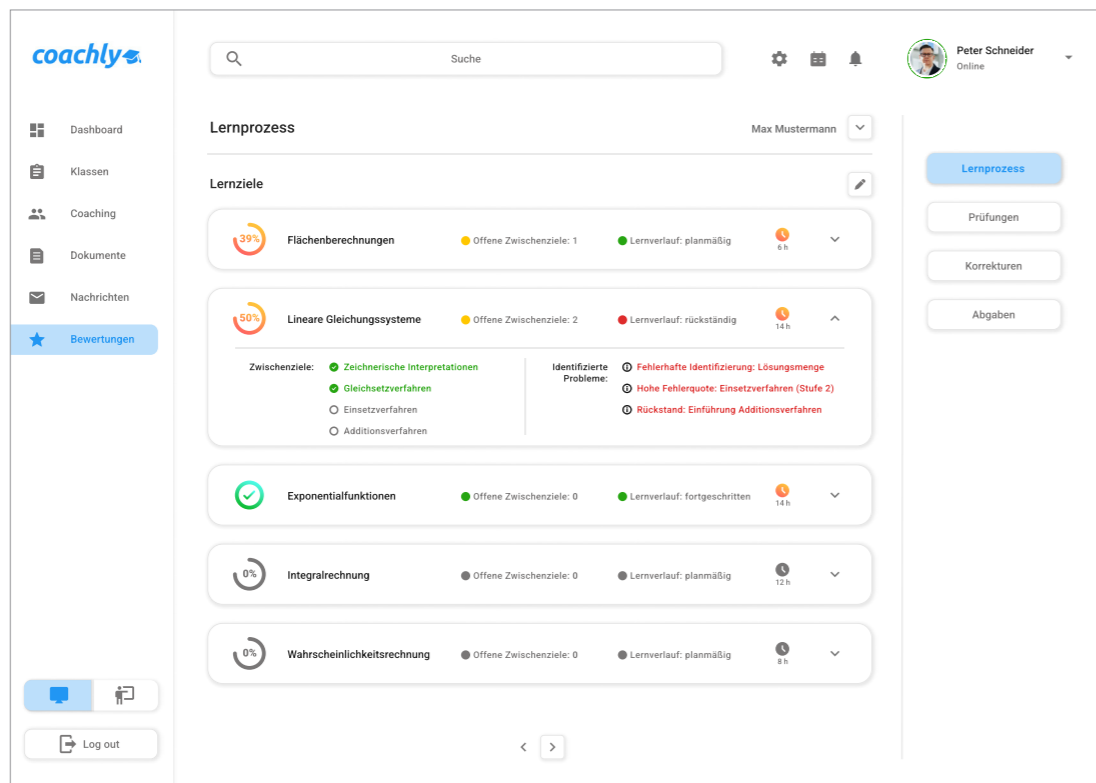 coachly
Suche
Peter Schneider
Online
Dashboard
Klassen
Coaching
Dokumente
Nachrichten
Bewertungen
Log out
Lernprozess
Max Mustermann
Lernziele
39%
Flächenberechnungen
Offene Zwischenziele: 1
Lernverlauf: planmäßig
6 h
50%
Lineare Gleichungssysteme
Offene Zwischenziele: 2
Lernverlauf: rückständig
14 h
Zwischenziele:
Zeichnerische Interpretationen
Gleichsetzverfahren
Einsetzverfahren
Additionsverfahren
Identifizierte
Probleme:
Fehlerhafte Identifizierung: Lösungsmenge
Hohe Fehlerquote: Einsetzverfahren (Stufe 2)
Rückstand: Einführung Additionsverfahren
Exponentialfunktionen
Offene Zwischenziele: 0
Lernverlauf: fortgeschritten
14 h
0%
Integralrechnung
Offene Zwischenziele: 0
Lernverlauf: planmäßig
12 h
0%
Wahrscheinlichkeitsrechnung
Offene Zwischenziele: 0
Lernverlauf: planmäßig
8 h
Lernprozess
Prüfungen
Korrekturen
Abgaben